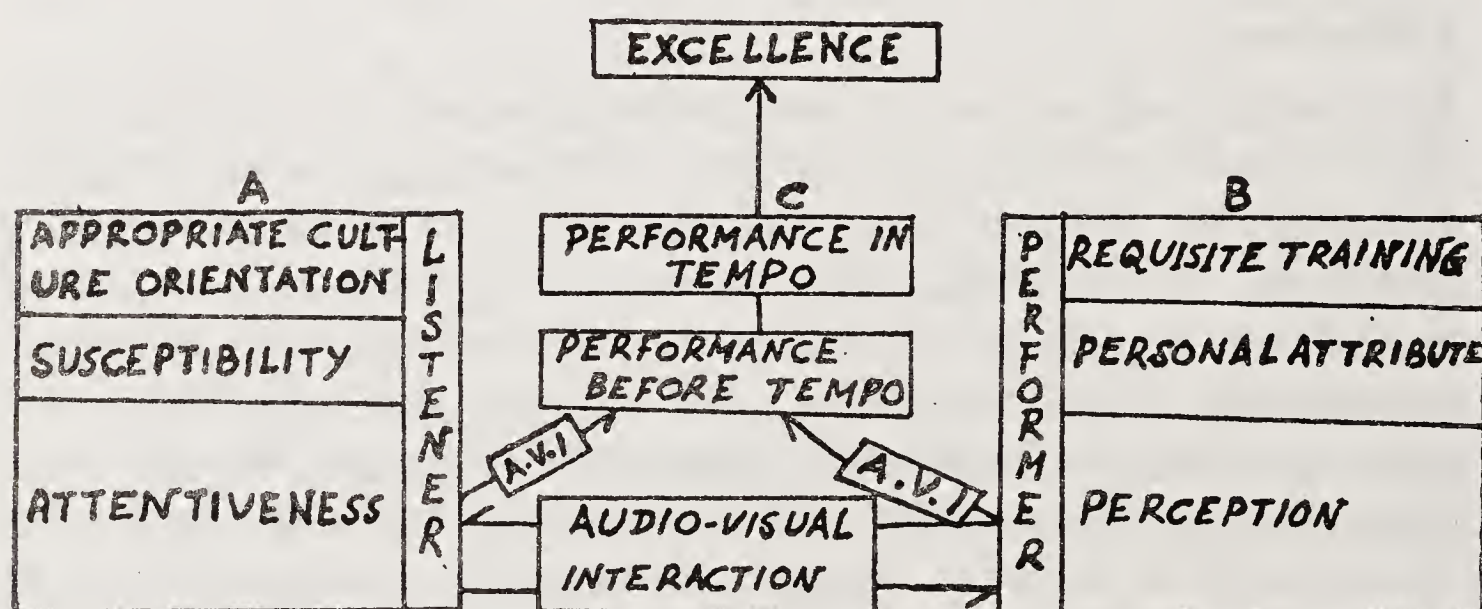 EXCELLENCE
A
APPROPRIATE CULT-
URE ORIENTATION
SUSCEPTIBILITY
ATTENTIVENESS
LISTENER
C
PERFORMANCE IN
TEMPO
PERFORMANCE
BEFORE TEMPO
A.V.I
A.V.I
AUDIO-VISUAL
INTERACTION
B
PERFORMER
REQUISITE TRAINING
PERSONAL ATTRIBUTE
PERCEPTION